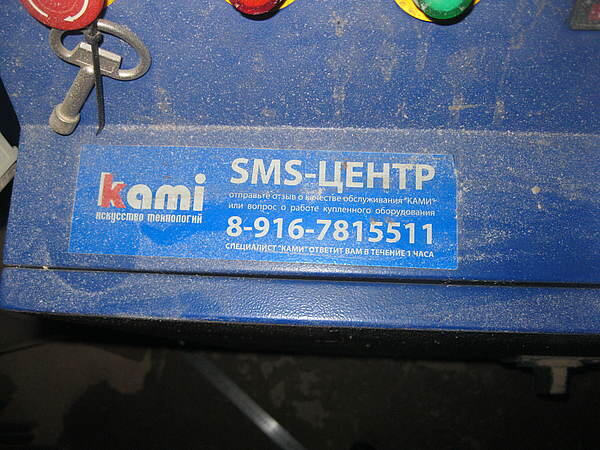 kami
искусство технологий
SMS-ЦЕНТР
отправьте отзыв о качестве обслуживания "КАМИ"
или вопрос о работе купленного оборудования
8-916-7815511
СПЕЦИАЛИСТ "КАМИ" ОТВЕТИТ ВАМ В ТЕЧЕНИЕ 1 ЧАСА